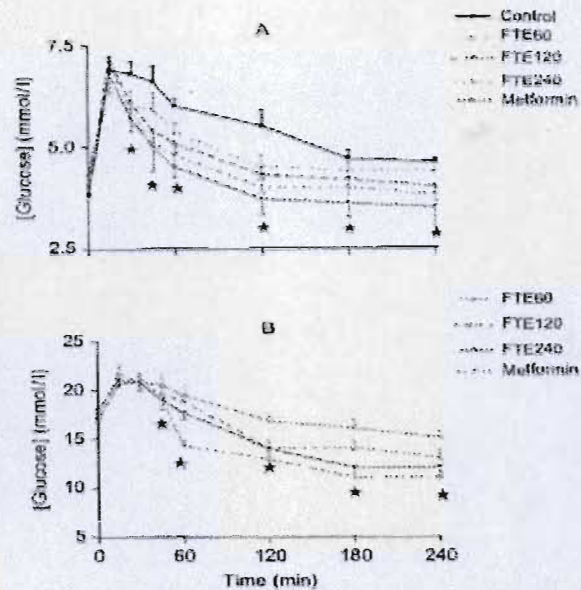 A
Control
FTE60
FTE120
FTE240
Metformin
[Glucose] (mmol/l)
7.5
5.0
2.5
B
FTE60
FTE120
FTE240
Metformin
[Glucose] (mmol/l)
25
20
15
10
5
0 60 120 180 240
Time (min)